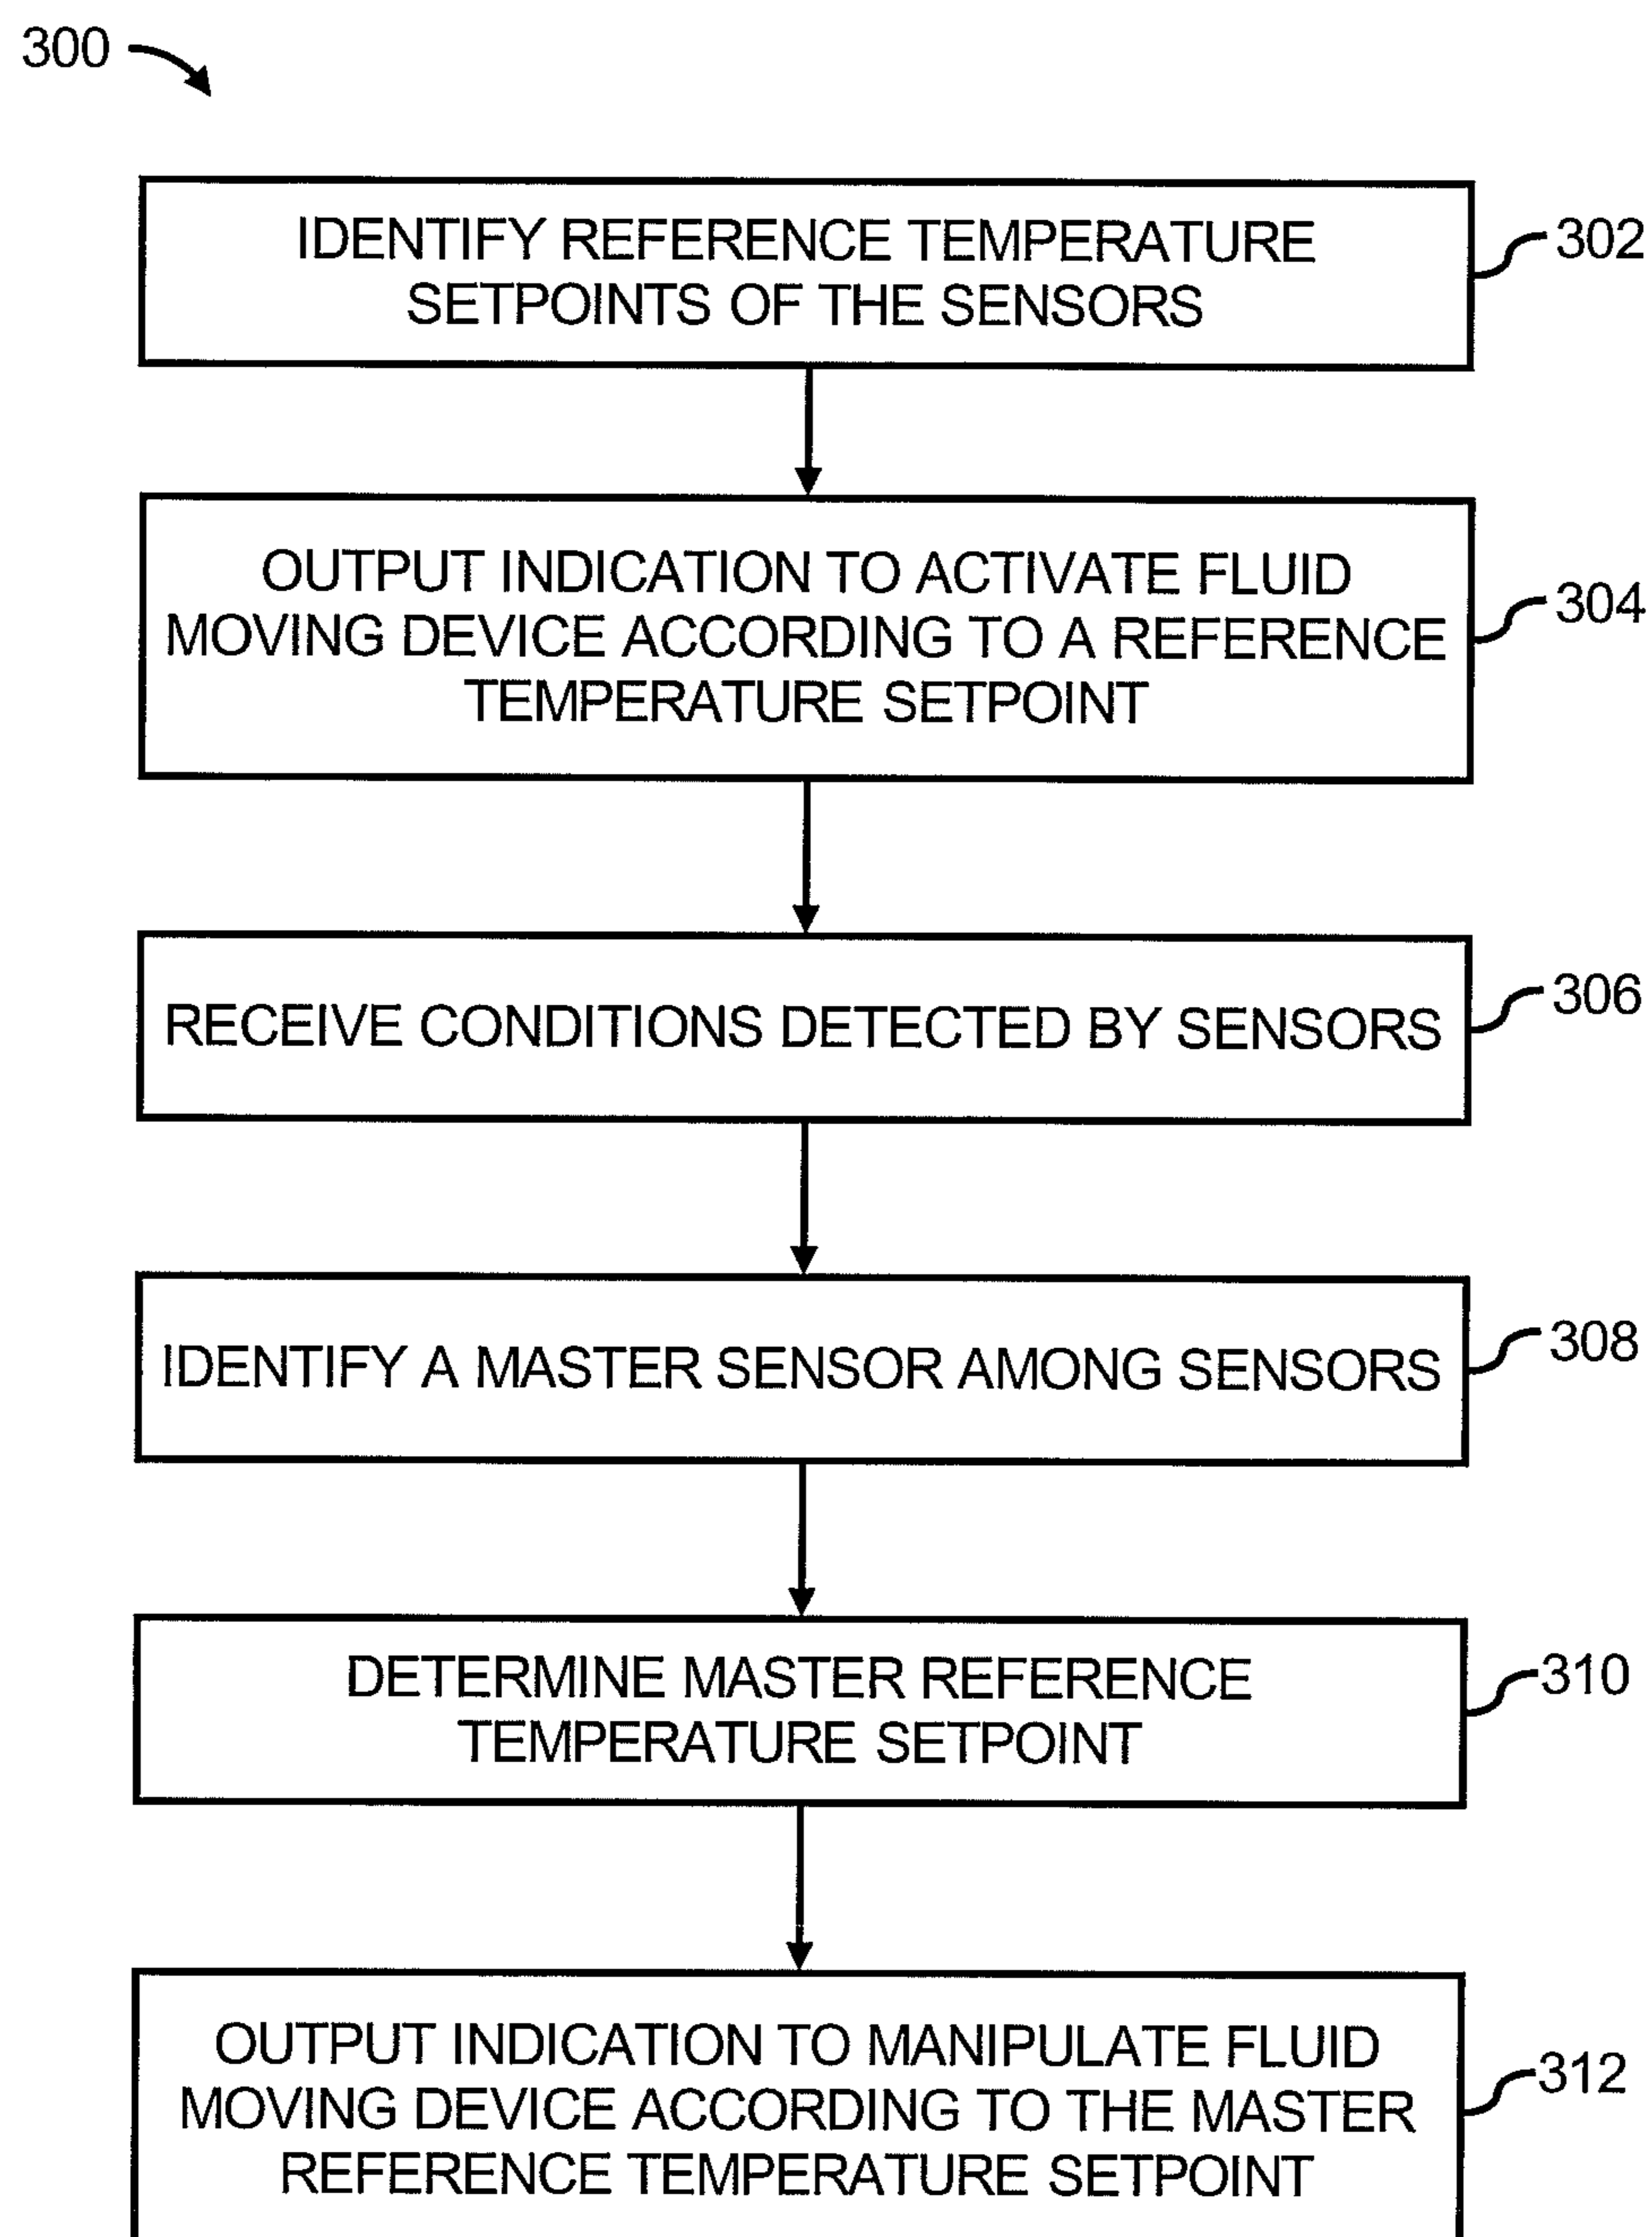 300
IDENTIFY REFERENCE TEMPERATURE
SETPOINTS OF THE SENSORS
302
OUTPUT INDICATION TO ACTIVATE FLUID
MOVING DEVICE ACCORDING TO A REFERENCE
TEMPERATURE SETPOINT
304
RECEIVE CONDITIONS DETECTED BY SENSORS
306
IDENTIFY A MASTER SENSOR AMONG SENSORS
308
DETERMINE MASTER REFERENCE
TEMPERATURE SETPOINT
310
OUTPUT INDICATION TO MANIPULATE FLUID
MOVING DEVICE ACCORDING TO THE MASTER
REFERENCE TEMPERATURE SETPOINT
312